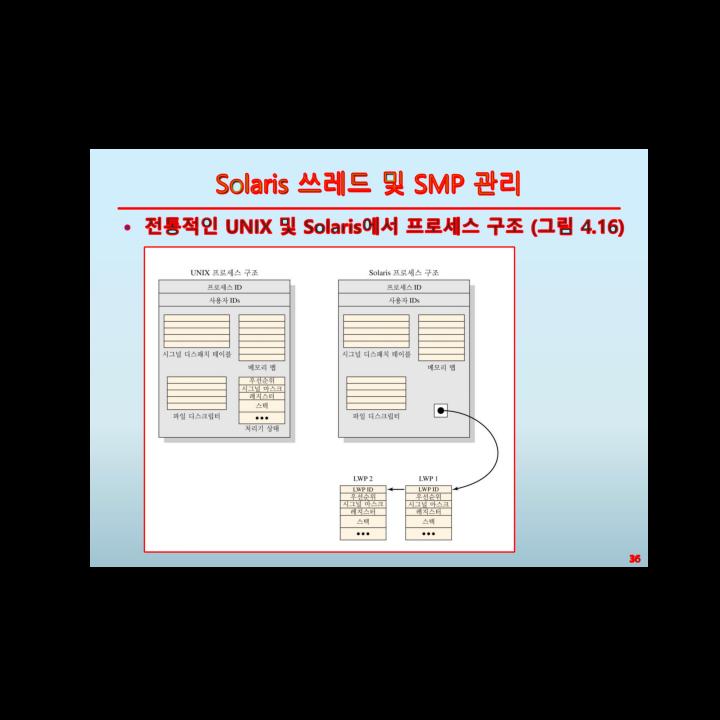 Solaris 쓰레드 및 SMP 관리
• 전통적인 UNIX 및 Solaris에서 프로세스 구조 (그림 4.16)
UNIX 프로세스 구조
프로세스 ID
사용자 IDs
시그널 디스패치 테이블
메모리 맵
우선순위
시그널 마스크
레지스터
스택
●●●
파일 디스크립터
처리기 상태
Solaris 프로세스 구조
프로세스 ID
사용자 IDs
시그널 디스패치 테이블
메모리 맵
파일 디스크립터
LWP 2
LWP ID
우선순위
시그널 마스크
레지스터
스택
●●●
LWP 1
LWP ID
우선순위
시그널 마스크
레지스터
스택
●●●
36